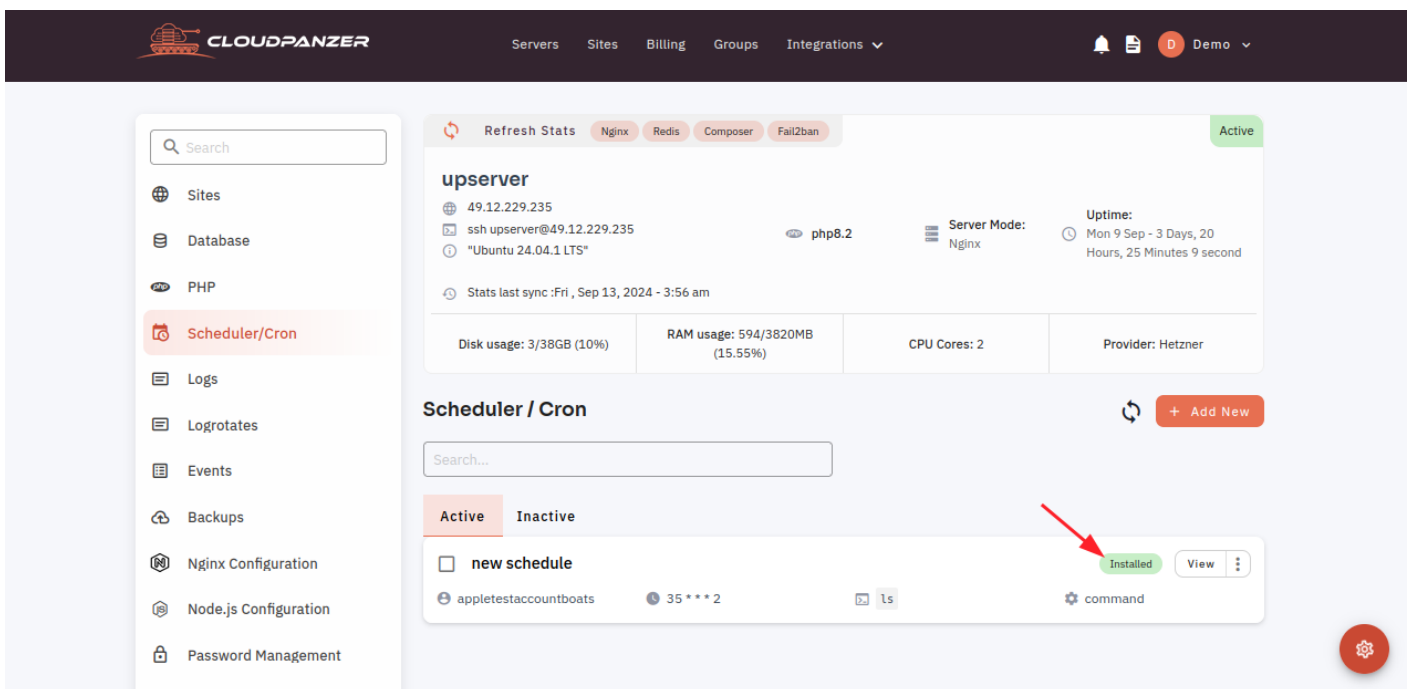 CLOUDPANZER
Servers Sites Billing Groups Integrations
D Demo
Search
Sites
Database
PHP
Scheduler/Cron
Logs
Logrotates
Events
Backups
Nginx Configuration
Node.js Configuration
Password Management
Refresh Stats Nginx Redis Composer Fail2ban
Active
upserver
49.12.229.235
ssh upserver@49.12.229.235
"Ubuntu 24.04.1 LTS"
php php8.2
Server Mode:
Nginx
Uptime:
Mon 9 Sep - 3 Days, 20
Hours, 25 Minutes 9 second
Stats last sync :Fri , Sep 13, 2024 - 3:56 am
Disk usage: 3/38GB (10%)
RAM usage: 594/3820MB
(15.55%)
CPU Cores: 2
Provider: Hetzner
Scheduler / Cron
+ Add New
Search...
Active Inactive
new schedule
Installed View
appletestaccountboats 35 * * * 2 ls command